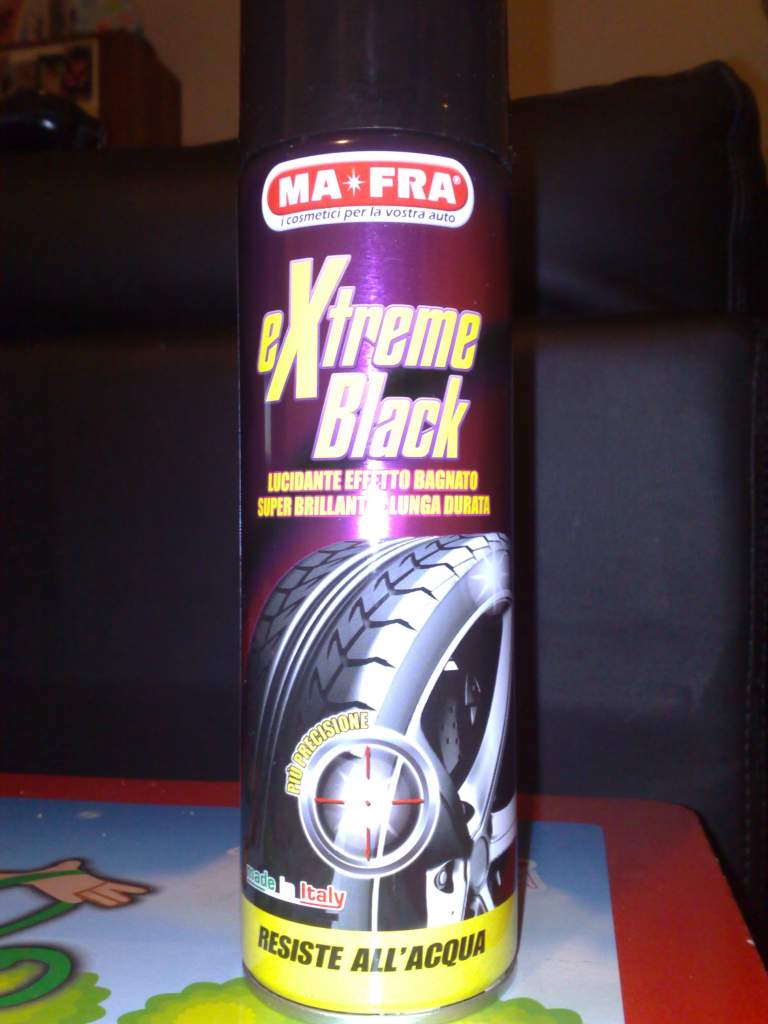 MA★FRA®
i cosmetici per la vostra auto
eXtreme
Black
LUCIDANTE EFFETTO BAGNATO
SUPER BRILLANTE LUNGA DURATA
PIÙ PRECISIONE
made in Italy
RESISTE ALL'ACQUA